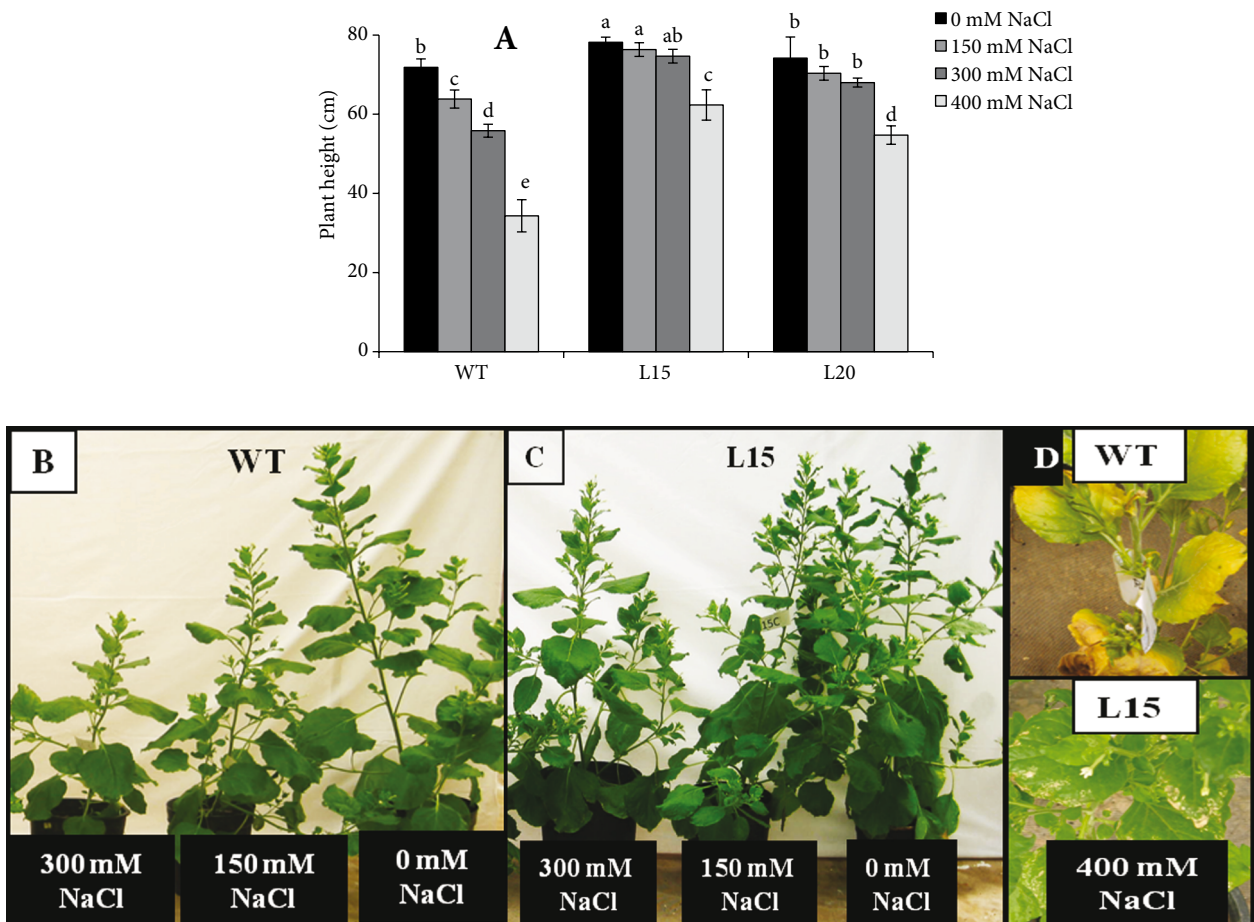 A
0 mM NaCl
150 mM NaCl
300 mM NaCl
400 mM NaCl
Plant height (cm)
80
60
40
20
0
b
c
d
e
a
a
ab
c
b
b
b
d
WT
L15
L20
B
WT
300 mM
NaCl
150 mM
NaCl
0 mM
NaCl
C
L15
15C
300 mM
NaCl
150 mM
NaCl
0 mM
NaCl
D
WT
L15
400 mM
NaCl